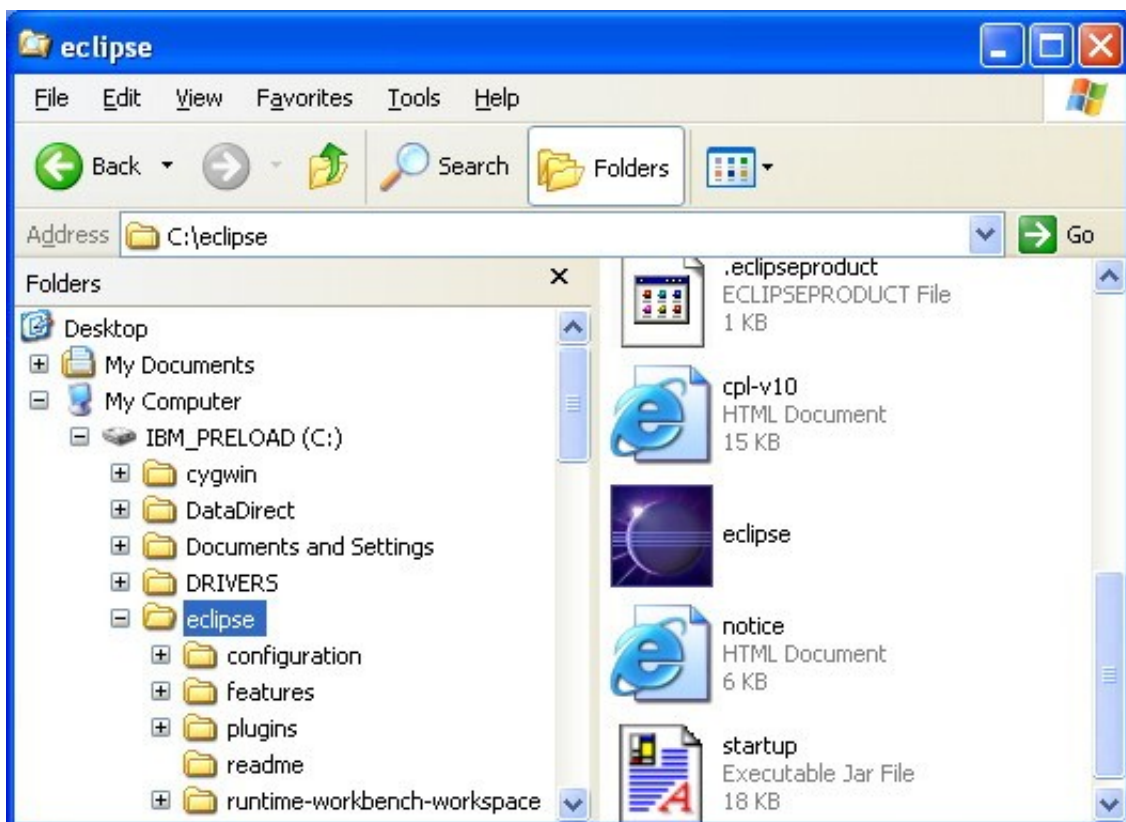 eclipse
File Edit View Favorites Tools Help
Back Search Folders
Address C:\eclipse Go
Folders
Desktop
My Documents
My Computer
IBM_PRELOAD (C:)
cygwin
DataDirect
Documents and Settings
DRIVERS
eclipse
configuration
features
plugins
readme
runtime-workbench-workspace
.eclipseproduct
ECLIPSEPRODUCT File
1 KB
cpl-v10
HTML Document
15 KB
eclipse
notice
HTML Document
6 KB
startup
Executable Jar File
18 KB